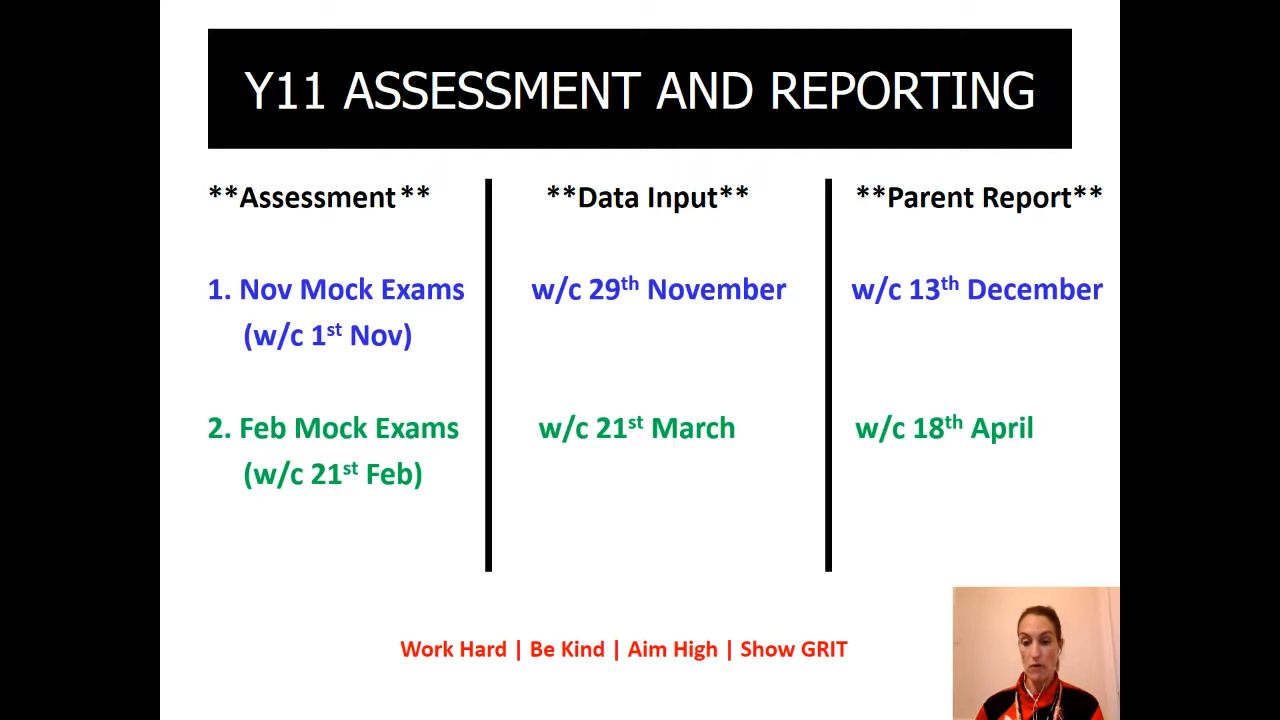 Y11 ASSESSMENT AND REPORTING
**Assessment** **Data Input** **Parent Report**
1. Nov Mock Exams w/c 29th November w/c 13th December
(w/c 1st Nov)
2. Feb Mock Exams w/c 21st March w/c 18th April
(w/c 21st Feb)
Work Hard | Be Kind | Aim High | Show GRIT